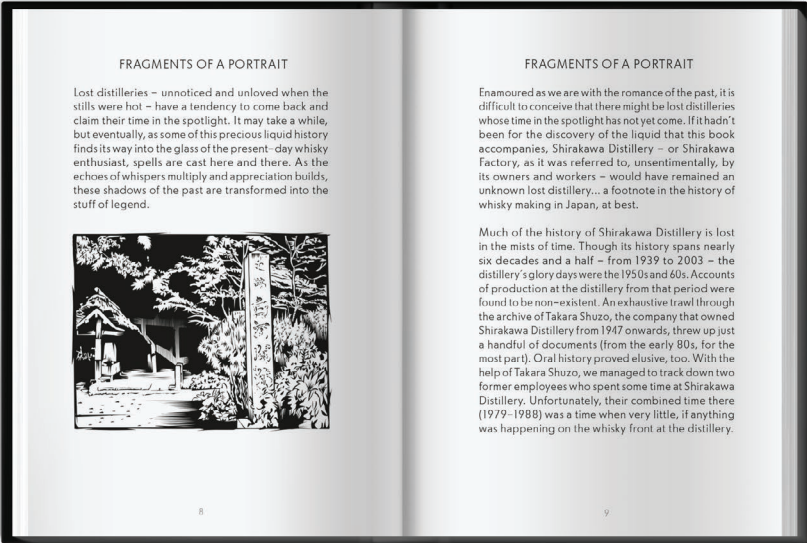 FRAGMENTS OF A PORTRAIT
Lost distilleries – unnoticed and unloved when the
stills were hot – have a tendency to come back and
claim their time in the spotlight. It may take a while,
but eventually, as some of this precious liquid history
finds its way into the glass of the present-day whisky
enthusiast, spells are cast here and there. As the
echoes of whispers multiply and appreciation builds,
these shadows of the past are transformed into the
stuff of legend.
8
FRAGMENTS OF A PORTRAIT
Enamoured as we are with the romance of the past, it is
difficult to conceive that there might be lost distilleries
whose time in the spotlight has not yet come. If it hadn't
been for the discovery of the liquid that this book
accompanies, Shirakawa Distillery – or Shirakawa
Factory, as it was referred to, unsentimentally, by
its owners and workers – would have remained an
unknown lost distillery... a footnote in the history of
whisky making in Japan, at best.
Much of the history of Shirakawa Distillery is lost
in the mists of time. Though its history spans nearly
six decades and a half – from 1939 to 2003 – the
distillery's glory days were the 1950s and 60s. Accounts
of production at the distillery from that period were
found to be non-existent. An exhaustive trawl through
the archive of Takara Shuzo, the company that owned
Shirakawa Distillery from 1947 onwards, threw up just
a handful of documents (from the early 80s, for the
most part). Oral history proved elusive, too. With the
help of Takara Shuzo, we managed to track down two
former employees who spent some time at Shirakawa
Distillery. Unfortunately, their combined time there
(1979-1988) was a time when very little, if anything
was happening on the whisky front at the distillery.
9